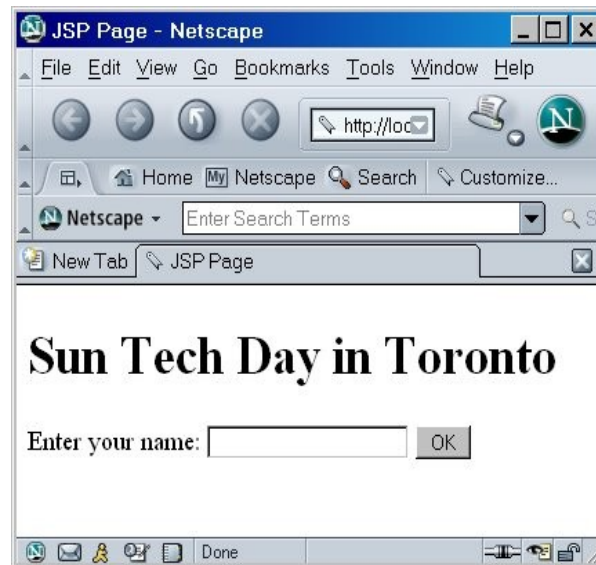 JSP Page - Netscape
File Edit View Go Bookmarks Tools Window Help
http://loc
Home My Netscape Search Customize...
Netscape Enter Search Terms S
New Tab JSP Page
Sun Tech Day in Toronto
Enter your name: OK
Done